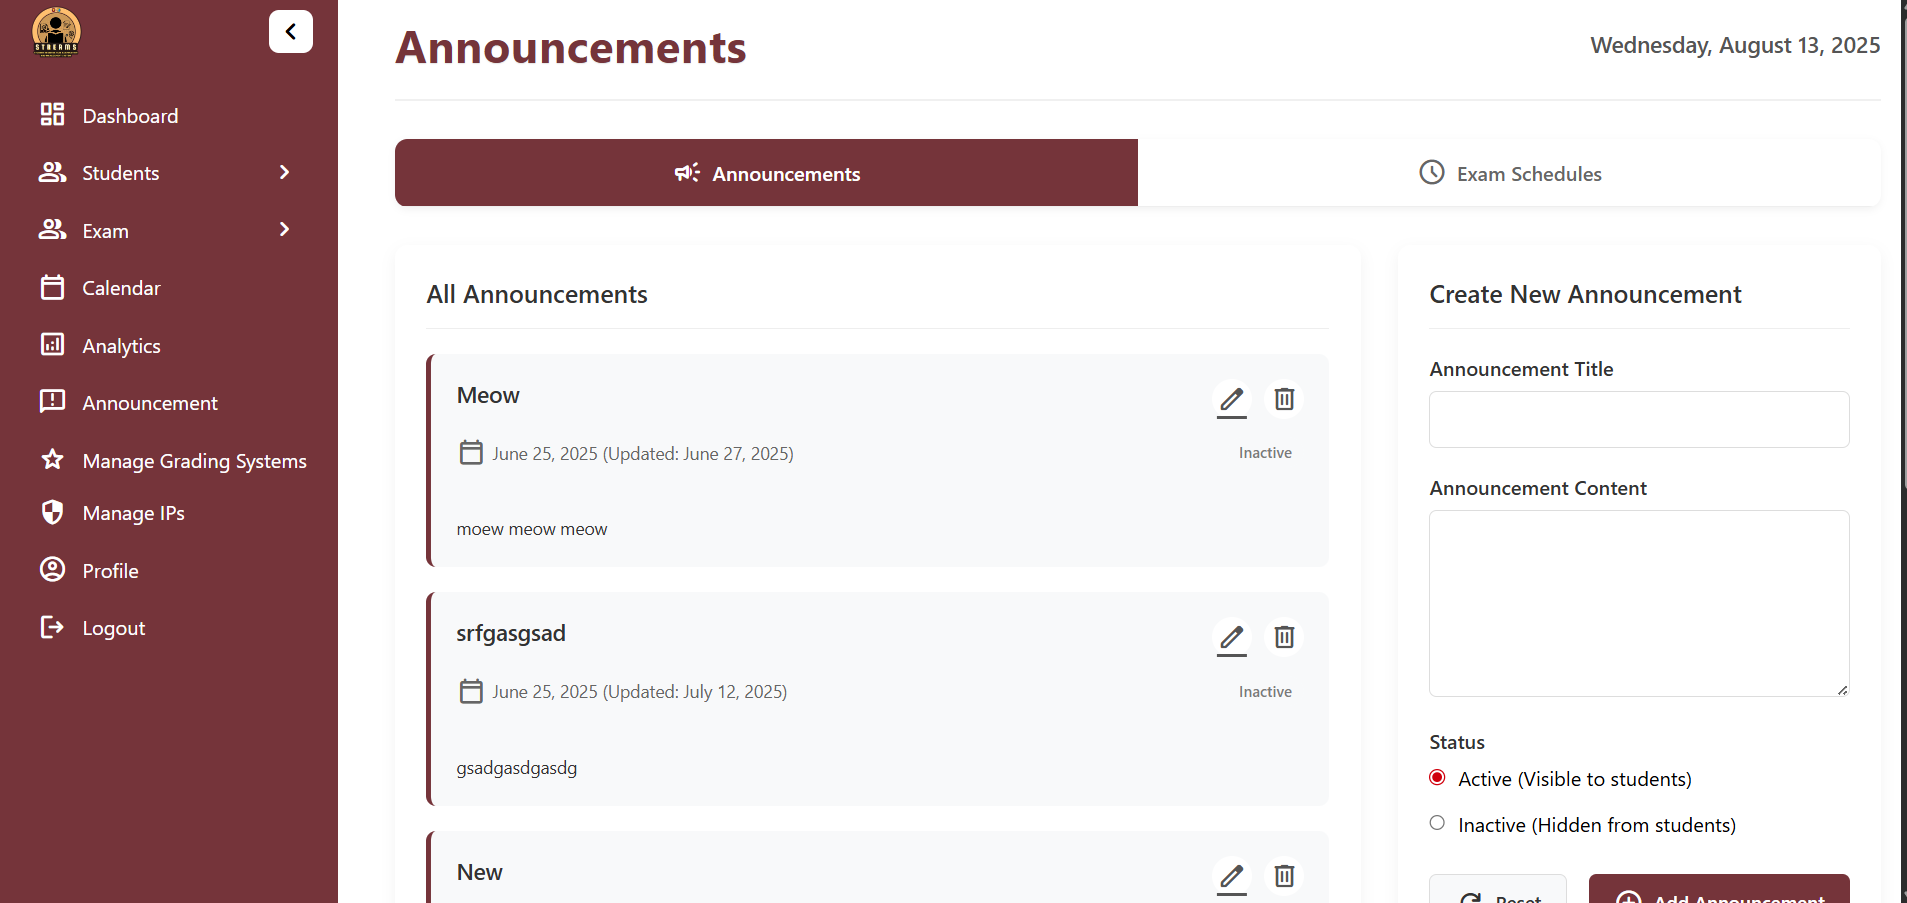 STREAMS
Dashboard
Students
Exam
Calendar
Analytics
Announcement
Manage Grading Systems
Manage IPs
Profile
Logout
Announcements
Wednesday, August 13, 2025
Announcements
Exam Schedules
All Announcements
Meow
June 25, 2025 (Updated: June 27, 2025)
Inactive
moew meow meow
srfgasgsad
June 25, 2025 (Updated: July 12, 2025)
Inactive
gsadgasdgasdg
New
Create New Announcement
Announcement Title
Announcement Content
Status
Active (Visible to students)
Inactive (Hidden from students)
Reset
Add Announcement